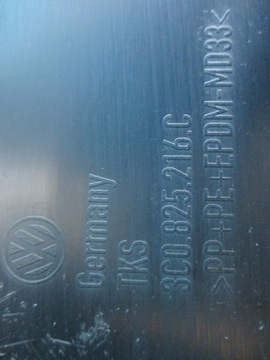 Germany
TKS
3C0.825.216.C
>PP+PE+EPDM-MD33<